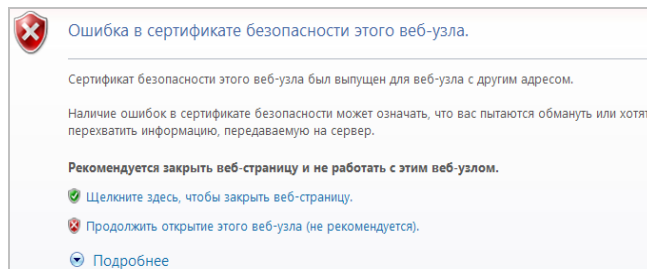 Ошибка в сертификате безопасности этого веб-узла.
Сертификат безопасности этого веб-узла был выпущен для веб-узла с другим адресом.
Наличие ошибок в сертификате безопасности может означать, что вас пытаются обмануть или хотят
перехватить информацию, передаваемую на сервер.
Рекомендуется закрыть веб-страницу и не работать с этим веб-узлом.
Щелкните здесь, чтобы закрыть веб-страницу.
Продолжить открытие этого веб-узла (не рекомендуется).
Подробнее